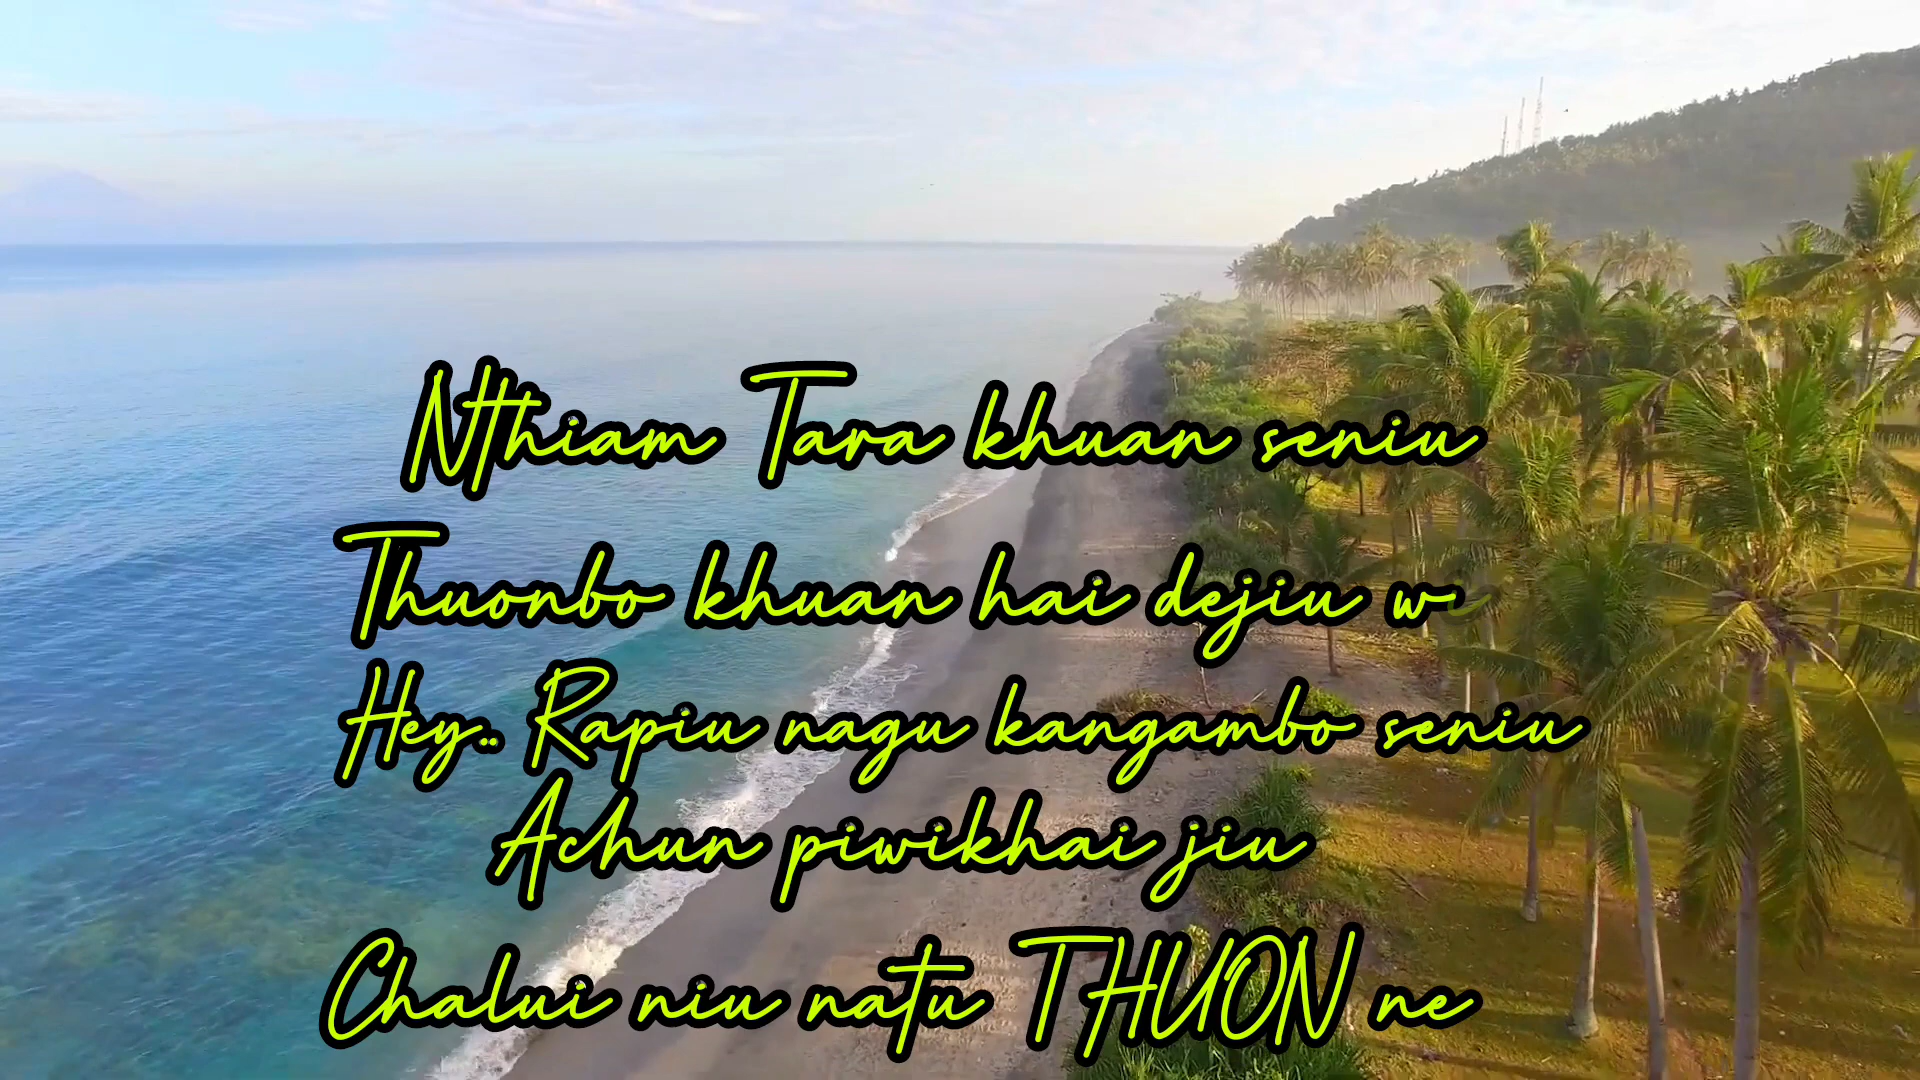 Nthiam Tara khuan seniu
Thuonbo khuan hai dejiu w
Hey.. Rapiu nagu kangambo seniu
Achun piwikhai jiu
Chalui niu natu THUON ne